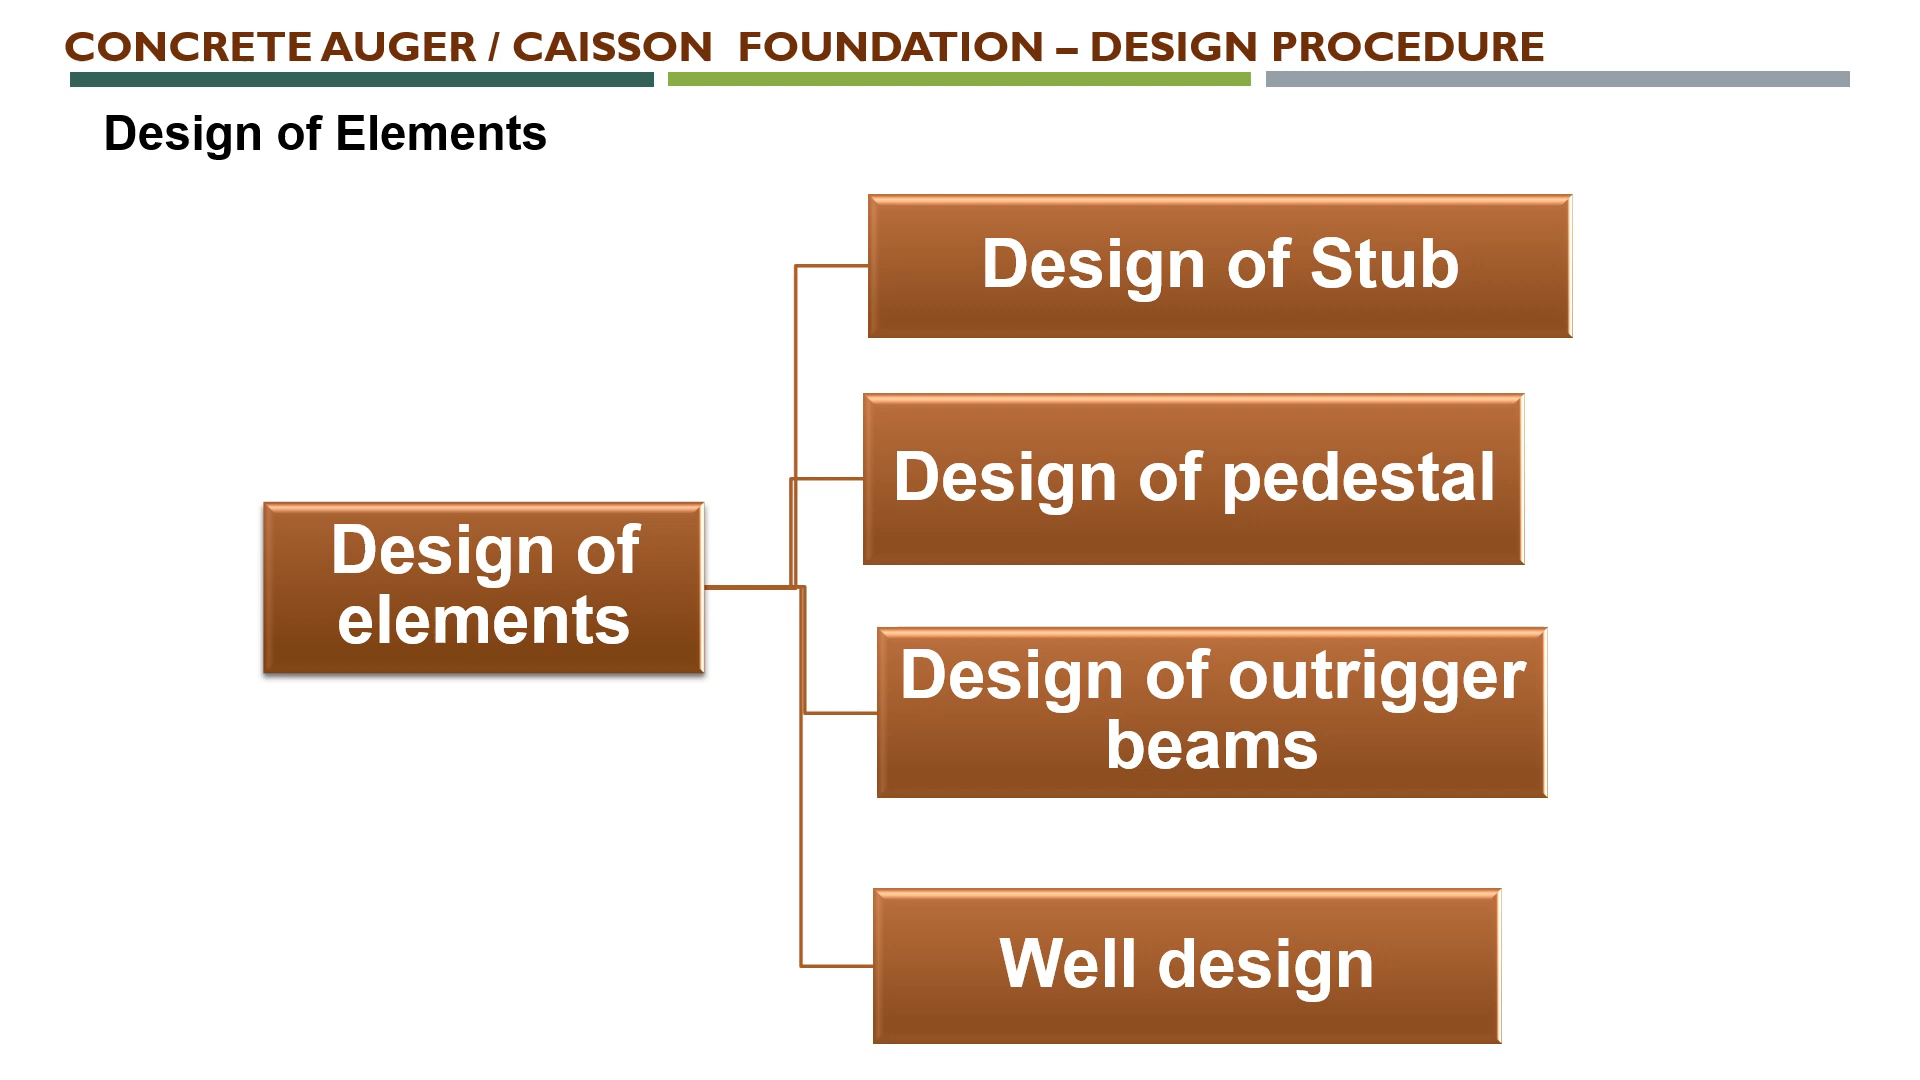 CONCRETE AUGER / CAISSON FOUNDATION – DESIGN PROCEDURE
Design of Elements
Design of
elements
Design of Stub
Design of pedestal
Design of outrigger
beams
Well design